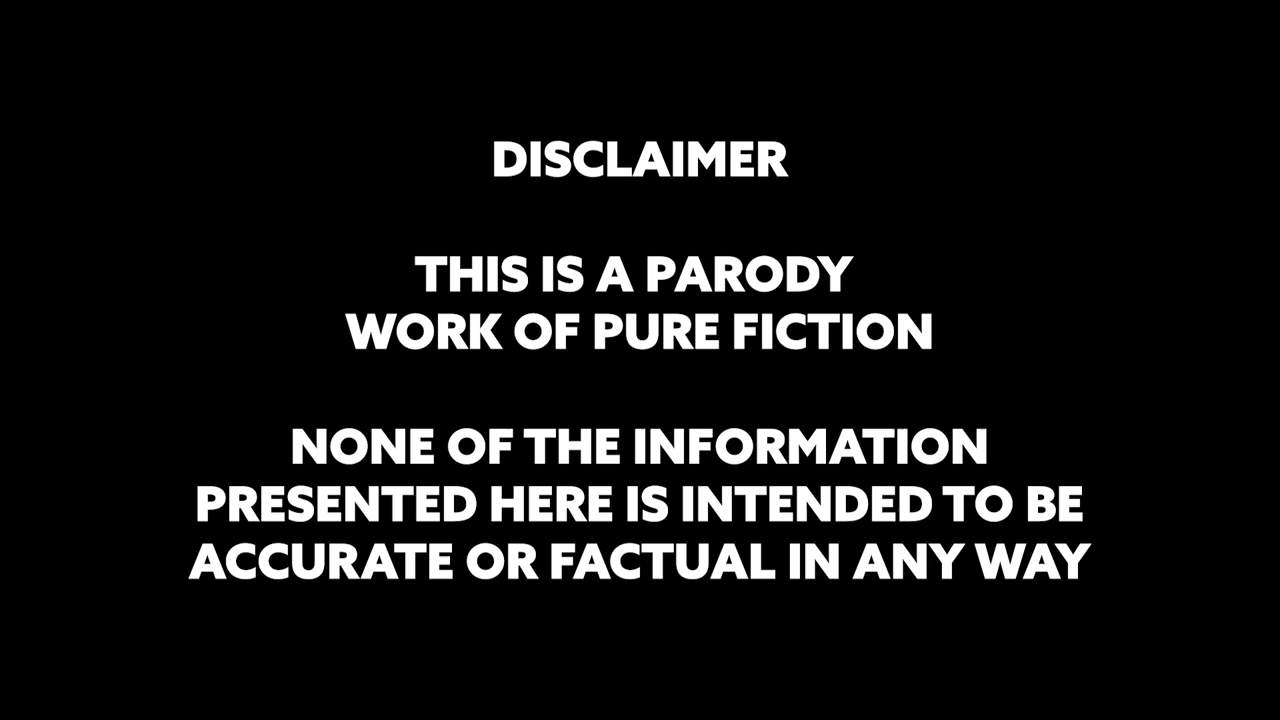 DISCLAIMER
THIS IS A PARODY
WORK OF PURE FICTION
NONE OF THE INFORMATION
PRESENTED HERE IS INTENDED TO BE
ACCURATE OR FACTUAL IN ANY WAY